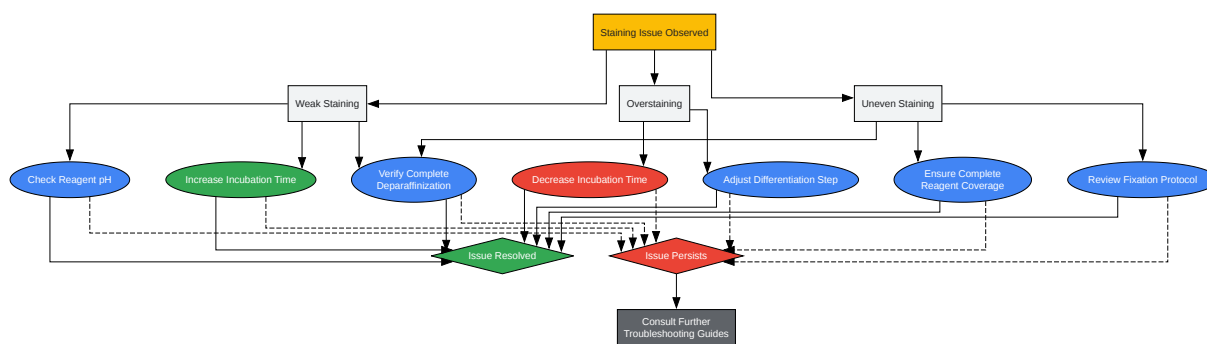 Staining Issue Observed
Weak Staining
Overstaining
Uneven Staining
Check Reagent pH
Increase Incubation Time
Verify Complete
Deparaffinization
Decrease Incubation Time
Adjust Differentiation Step
Ensure Complete
Reagent Coverage
Review Fixation Protocol
Issue Resolved
Issue Persists
Consult Further
Troubleshooting Guides